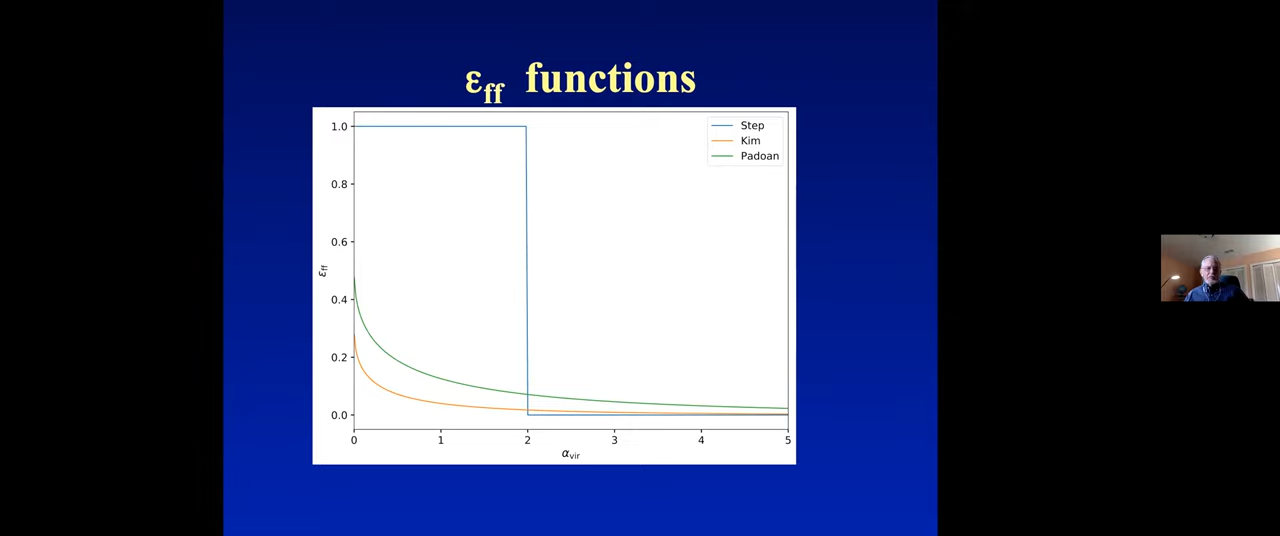 εff functions
Step
Kim
Padoan
1.0
0.8
0.6
0.4
0.2
0.0
εff
0 1 2 3 4 5
αvir